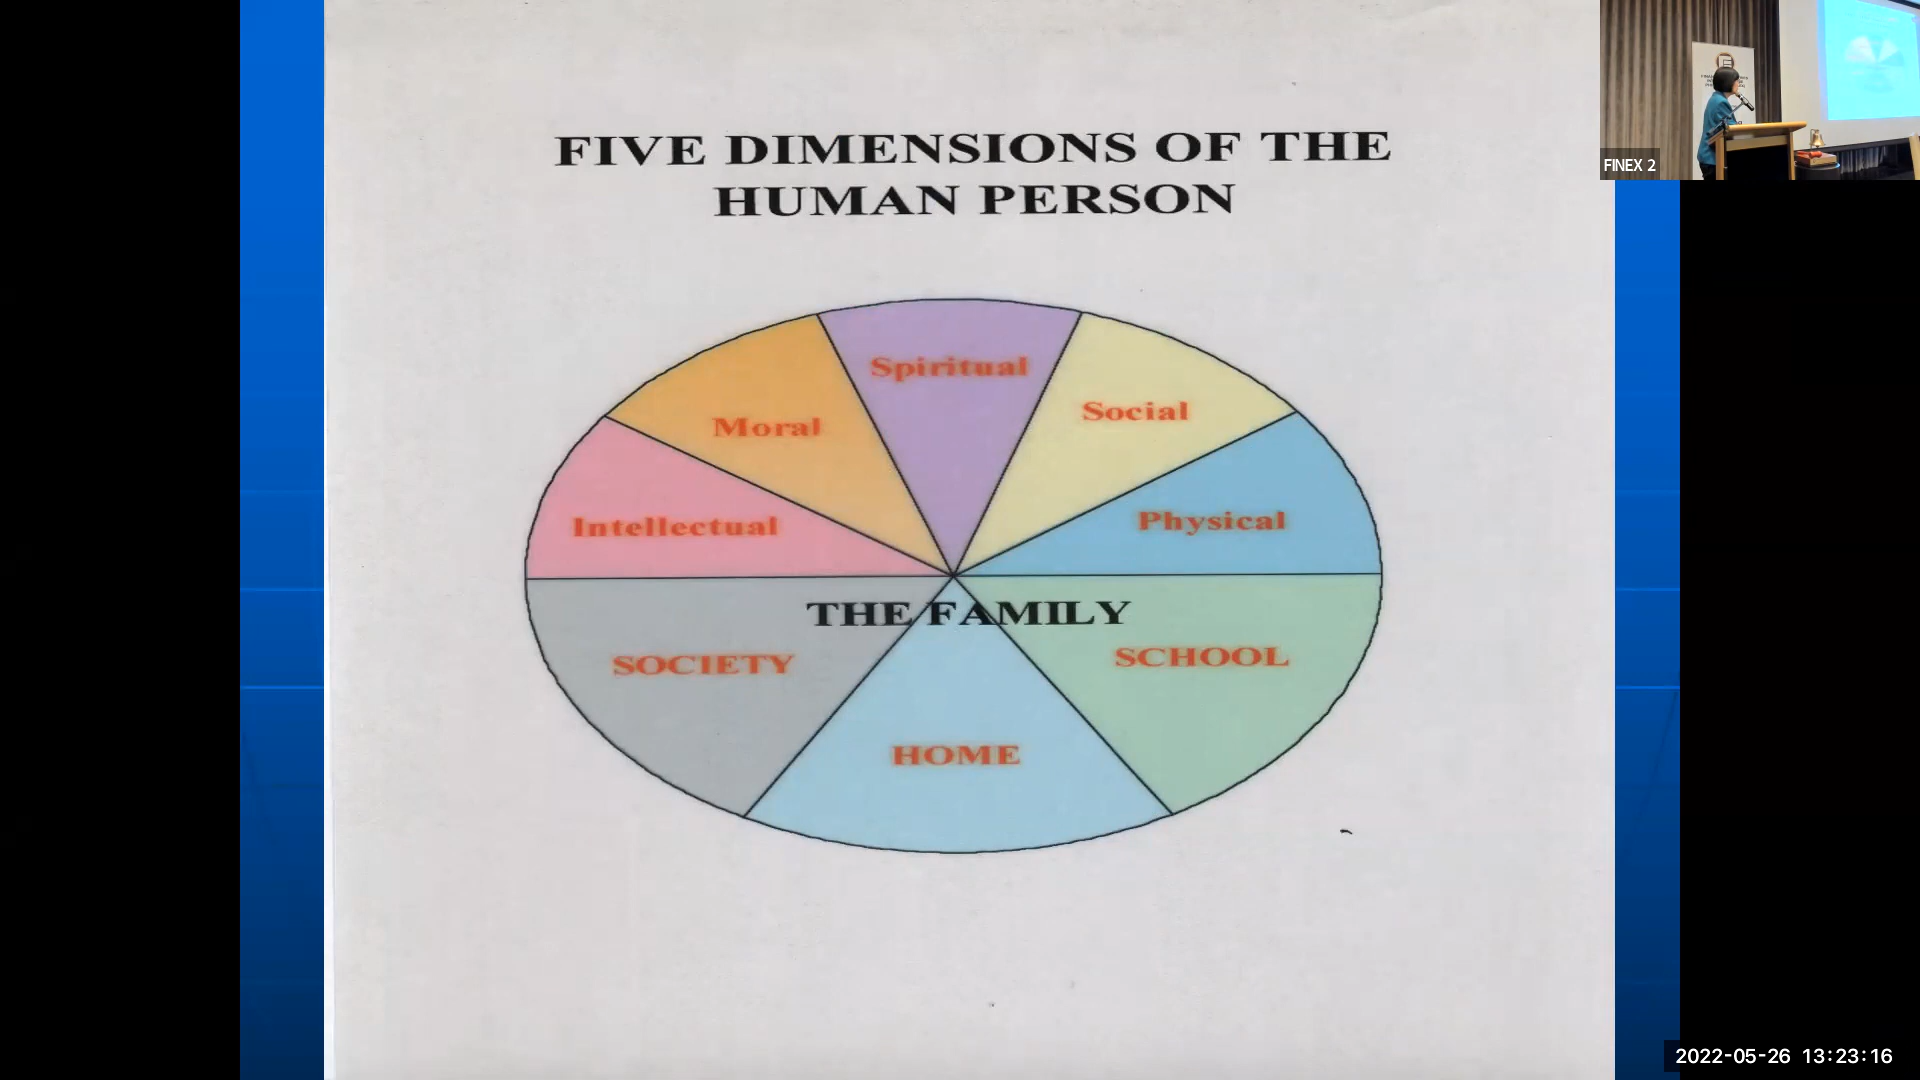 FIVE DIMENSIONS OF THE
HUMAN PERSON
Spiritual
Social
Moral
Physical
Intellectual
THE FAMILY
SOCIETY
SCHOOL
HOME
FINEX 2
2022-05-26 13:23:16